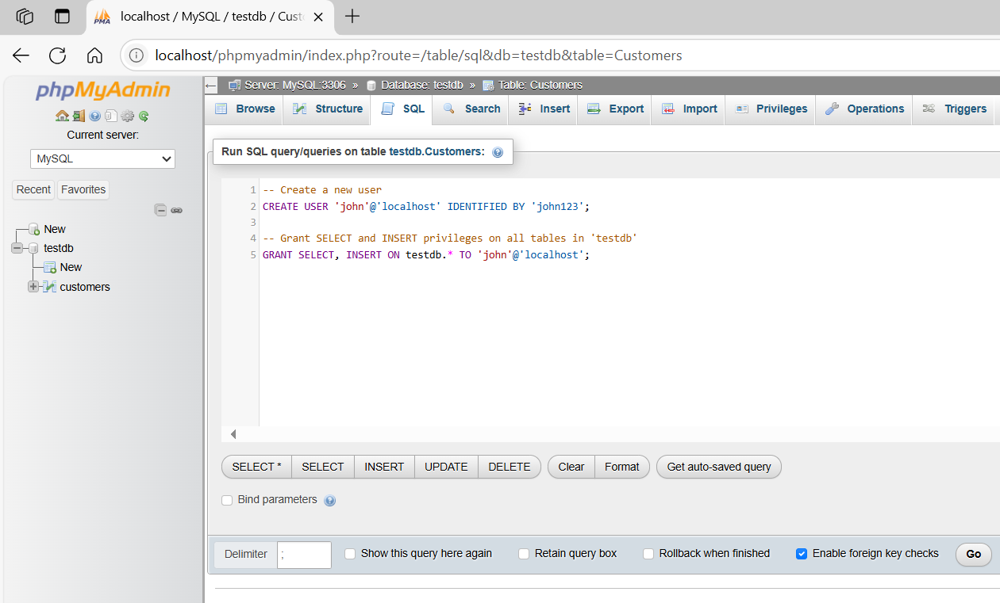 localhost / MySQL / testdb / Cust
localhost/phpmyadmin/index.php?route=/table/sql&db=testdb&table=Customers
phpMyAdmin
Current server:
MySQL
Recent Favorites
New
testdb
New
customers
Server: MySQL:3306 » Database: testdb » Table: Customers
Browse Structure SQL Search Insert Export Import Privileges Operations Triggers
Run SQL query/queries on table testdb.Customers:
1 -- Create a new user
2 CREATE USER 'john'@'localhost' IDENTIFIED BY 'john123';
3
4 -- Grant SELECT and INSERT privileges on all tables in 'testdb'
5 GRANT SELECT, INSERT ON testdb.* TO 'john'@'localhost';
SELECT * SELECT INSERT UPDATE DELETE Clear Format Get auto-saved query
Bind parameters
Delimiter ; Show this query here again Retain query box Rollback when finished Enable foreign key checks Go